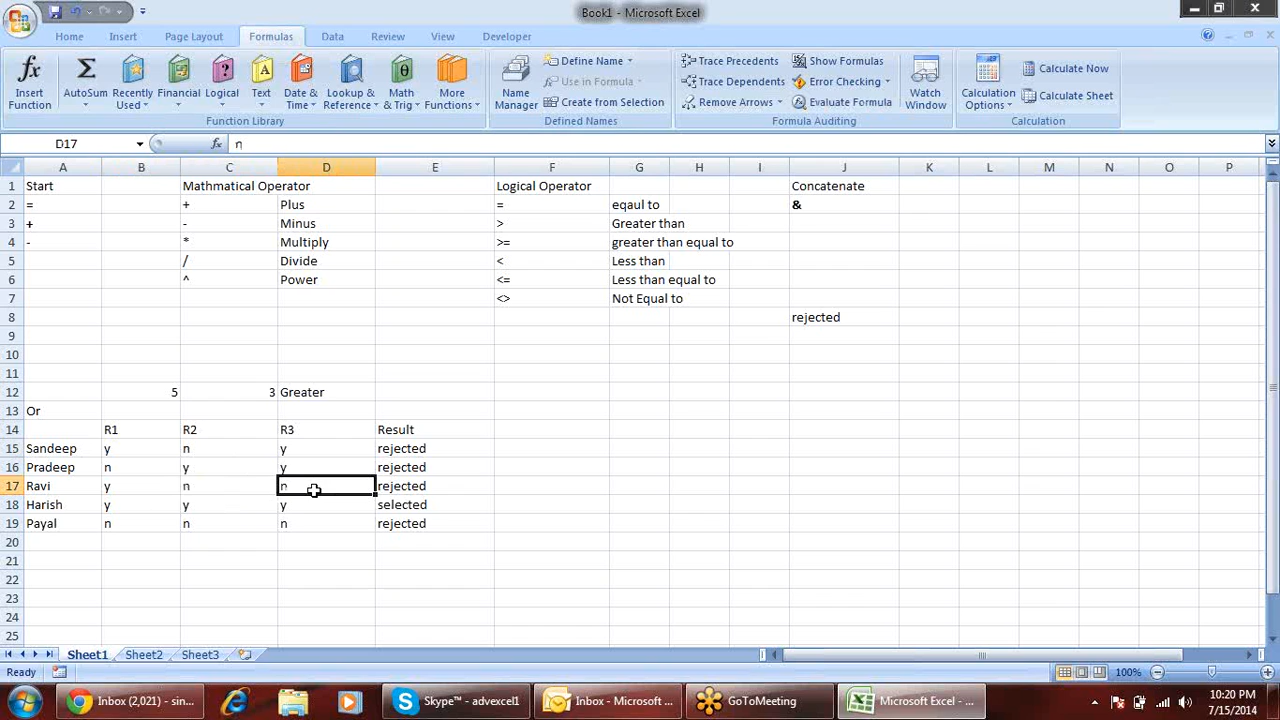 Book1 - Microsoft Excel
Home Insert Page Layout Formulas Data Review View Developer
fx Σ A θ
Insert Function AutoSum Recently Used Financial Logical Text Date & Time Lookup & Reference Math & Trig More Functions
Function Library
Name Manager
Define Name
Use in Formula
Create from Selection
Defined Names
Trace Precedents Show Formulas
Trace Dependents Error Checking
Remove Arrows Evaluate Formula
Watch Window
Formula Auditing
Calculation Options
Calculate Now
Calculate Sheet
Calculation
D17 fx n
A B C D E F G H I J K L M N O P
1 Start Mathmatical Operator Logical Operator Concatenate
2 = + Plus = eqaul to &
3 + - Minus > Greater than
4 - * Multiply >= greater than equal to
5 / Divide < Less than
6 ^ Power <= Less than equal to
7 <> Not Equal to
8 rejected
9
10
11
12 5 3 Greater
13 Or
14 R1 R2 R3 Result
15 Sandeep y n y rejected
16 Pradeep n y y rejected
17 Ravi y n n rejected
18 Harish y y y selected
19 Payal n n n rejected
20
21
22
23
24
25
Sheet1 Sheet2 Sheet3
Ready 100%
Inbox (2,021) - sin... Skype™ - advexcel1 Inbox - Microsoft ... GoToMeeting Microsoft Excel - ...
10:20 PM
7/15/2014